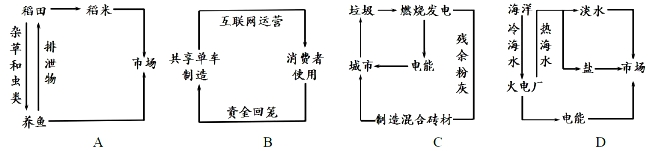 稻田 稻米
杂草和虫类
排泄物
市场
养鱼
A
互联网运营
共享单车制造
消费者使用
资金回笼
B
垃圾 燃烧发电
城市 电能
残余粉灰
制造混合砖材
C
海洋 淡水
冷海水
热海水
盐 市场
火电厂
电能
D